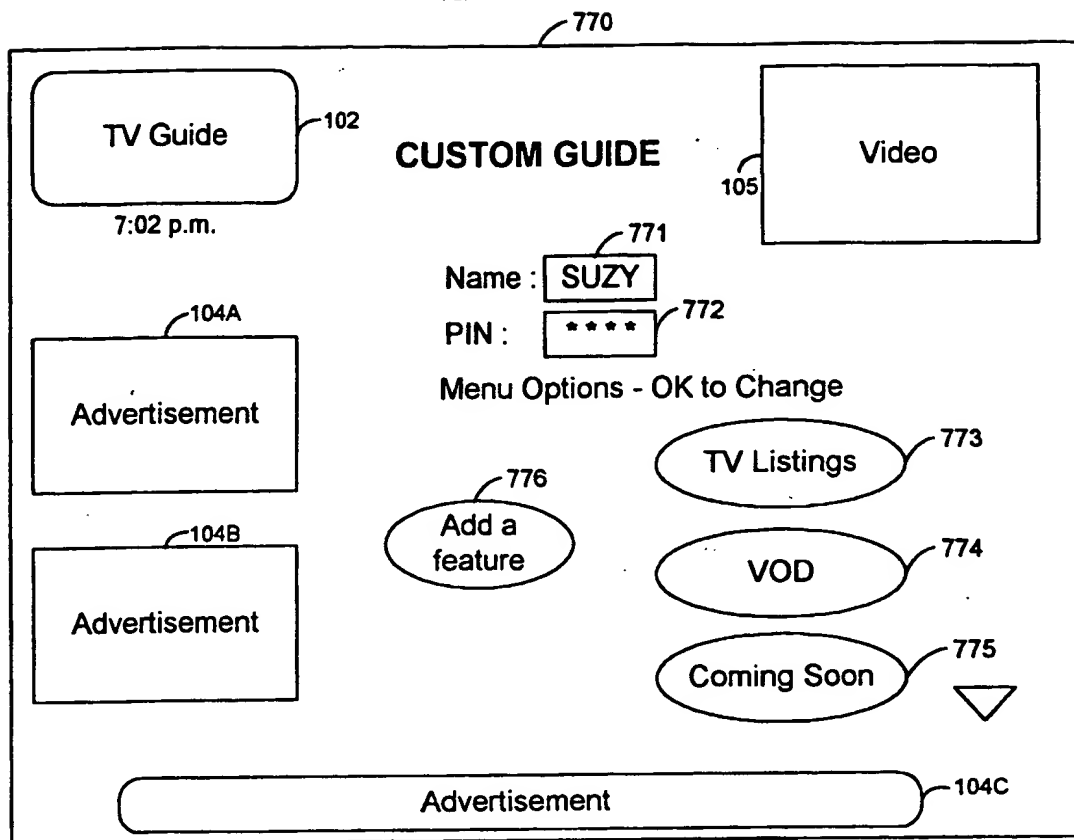 770
TV Guide
102
CUSTOM GUIDE
Video
105
7:02 p.m.
771
Name : SUZY
PIN : * * * *
772
Menu Options - OK to Change
104A
Advertisement
TV Listings
773
776
Add a
feature
104B
Advertisement
VOD
774
Coming Soon
775
Advertisement
104C